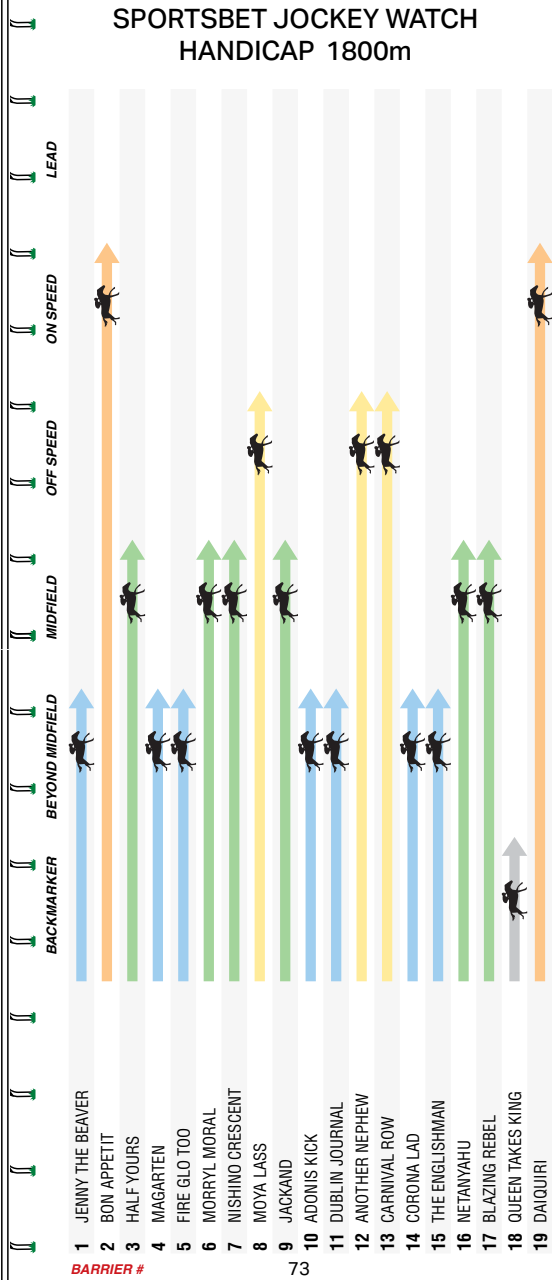 SPORTSBET JOCKEY WATCH
HANDICAP 1800m
LEAD
ON SPEED
OFF SPEED
MIDFIELD
BEYOND MIDFIELD
BACKMARKER
1 JENNY THE BEAVER
2 BON APPETIT
3 HALF YOURS
4 MAGARTEN
5 FIRE GLO TOO
6 MORRYL MORAL
7 NISHINO CRESCENT
8 MOYA LASS
9 JACKAND
10 ADONIS KICK
11 DUBLIN JOURNAL
12 ANOTHER NEPHEW
13 CARNIVAL ROW
14 CORONA LAD
15 THE ENGLISHMAN
16 NETANYAHU
17 BLAZING REBEL
18 QUEEN TAKES KING
19 DAIQUIRI
BARRIER #
73